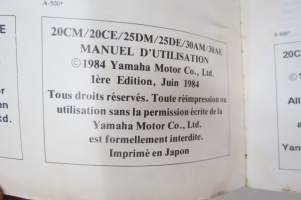 A-500*
20CM/20CE/25DM/25DE/30AM/30AE
MANUEL D'UTILISATION
©1984 Yamaha Motor Co., Ltd.
1ère Edition, Juin 1984
Tous droits réservés. Toute réimpression ou
utilisation sans la permission écrite de la
Yamaha Motor Co., Ltd.
est formellement interdite.
Imprimé en Japon